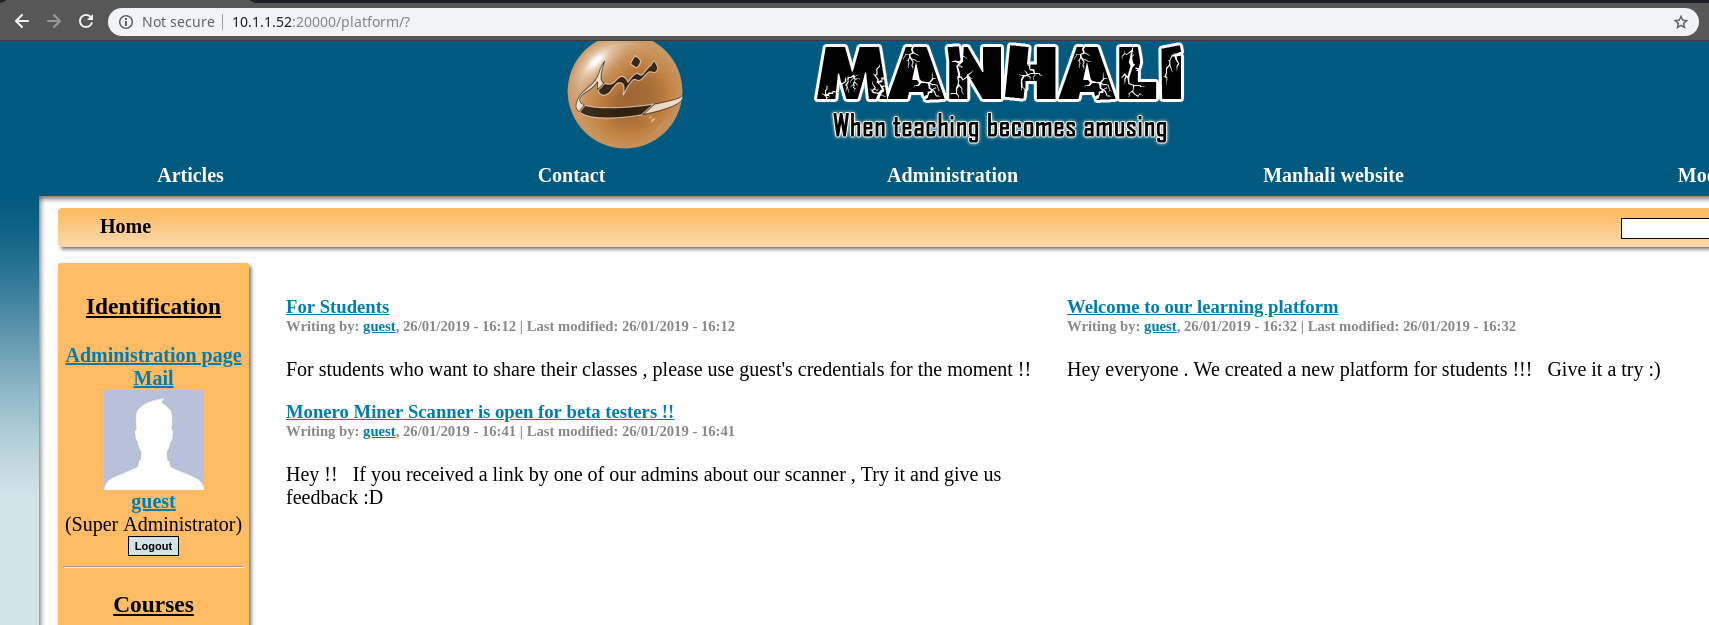 Not secure | 10.1.1.52:20000/platform/?
منهلي
MANHALI
When teaching becomes amusing
Articles Contact Administration Manhali website
Home
Identification
Administration page
Mail
guest
(Super Administrator)
Logout
Courses
For Students
Writing by: guest, 26/01/2019 - 16:12 | Last modified: 26/01/2019 - 16:12
For students who want to share their classes , please use guest's credentials for the moment !!
Monero Miner Scanner is open for beta testers !!
Writing by: guest, 26/01/2019 - 16:41 | Last modified: 26/01/2019 - 16:41
Hey !! If you received a link by one of our admins about our scanner , Try it and give us
feedback :D
Welcome to our learning platform
Writing by: guest, 26/01/2019 - 16:32 | Last modified: 26/01/2019 - 16:32
Hey everyone . We created a new platform for students !!! Give it a try :)